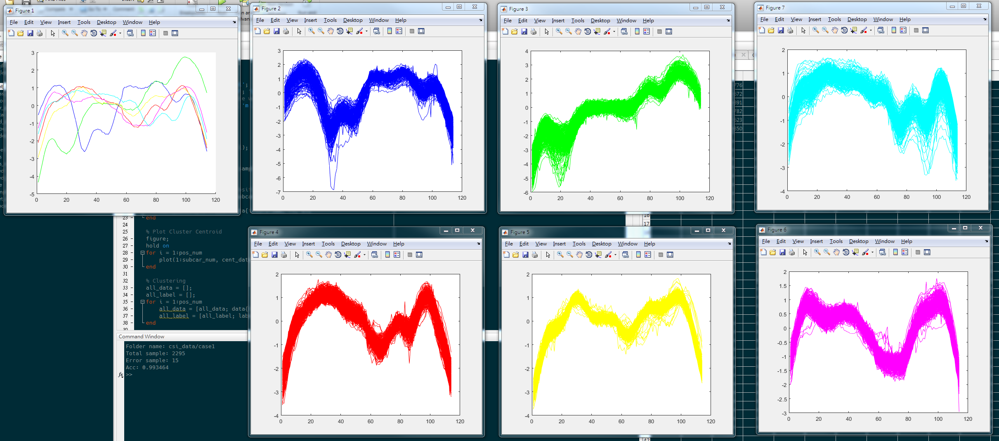 Figure 1
File Edit View Insert Tools Desktop Window Help
3
2
1
0
-1
-2
-3
-4
-5
0 20 40 60 80 100 120
Figure 2
File Edit View Insert Tools Desktop Window Help
3
2
1
0
-1
-2
-3
-4
-5
-6
-7
0 20 40 60 80 100 120
Figure 3
File Edit View Insert Tools Desktop Window Help
4
3
2
1
0
-1
-2
-3
-4
-5
-6
0 20 40 60 80 100 120
Figure 7
File Edit View Insert Tools Desktop Window Help
2
1
0
-1
-2
-3
-4
0 20 40 60 80 100 120
23 end
24
25 % Plot Cluster Centroid
26 figure;
27 hold on
28 for i = 1:pos_num
29 plot(1:subcar_num, cent_dat
30 end
31
32 % Clustering
33 all_data = [];
34 all_label = [];
35 for i = 1:pos_num
36 all_data = [all_data; data{
37 all_label = [all_label; lab
38 end
Command Window
Folder name: csi_data/case1
Total sample: 2295
Error sample: 15
Acc: 0.993464
fx >>
Figure 4
File Edit View Insert Tools Desktop Window Help
2
1
0
-1
-2
-3
-4
0 20 40 60 80 100 120
Figure 5
File Edit View Insert Tools Desktop Window Help
2
1
0
-1
-2
-3
-4
0 20 40 60 80 100 120
Figure 6
File Edit View Insert Tools Desktop Window Help
2
1.5
1
0.5
0
-0.5
-1
-1.5
-2
-2.5
-3
0 20 40 60 80 100 120
16
17
42